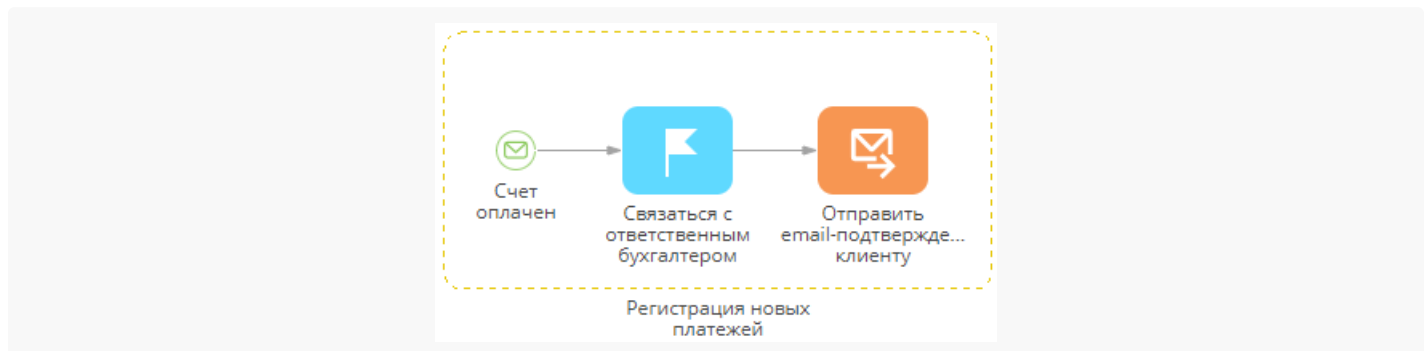 Счет
оплачен
Связаться с
ответственным
бухгалтером
Отправить
email-подтвержде...
клиенту
Регистрация новых
платежей